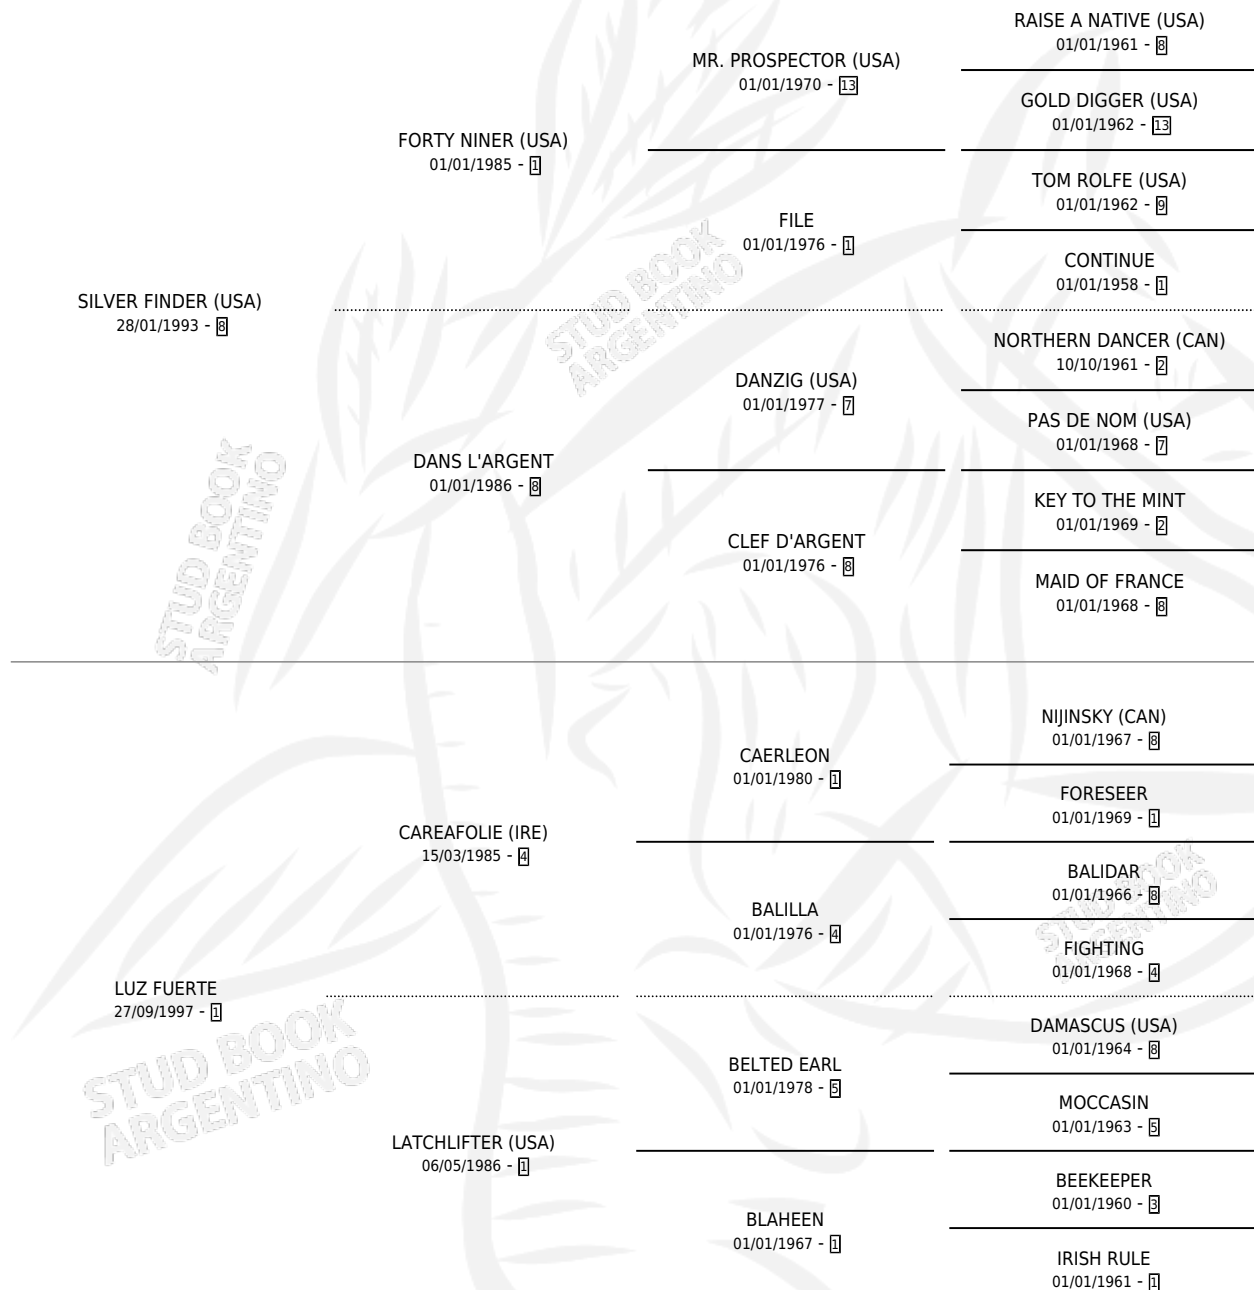 RAISE A NATIVE (USA)
01/01/1961 - 8
MR. PROSPECTOR (USA)
01/01/1970 - 13
GOLD DIGGER (USA)
01/01/1962 - 13
FORTY NINER (USA)
01/01/1985 - 1
TOM ROLFE (USA)
01/01/1962 - 9
FILE
01/01/1976 - 1
CONTINUE
01/01/1958 - 1
SILVER FINDER (USA)
28/01/1993 - 8
STUD BOOK
ARGENTINO
NORTHERN DANCER (CAN)
10/10/1961 - 2
DANZIG (USA)
01/01/1977 - 7
PAS DE NOM (USA)
01/01/1968 - 7
DANS L'ARGENT
01/01/1986 - 8
KEY TO THE MINT
01/01/1969 - 2
CLEF D'ARGENT
01/01/1976 - 8
MAID OF FRANCE
01/01/1968 - 8
STUD BOOK
ARGENTINO
NIJINSKY (CAN)
01/01/1967 - 8
CAERLEON
01/01/1980 - 1
FORESEER
01/01/1969 - 1
CAREAFOLIE (IRE)
15/03/1985 - 4
BALIDAR
01/01/1966 - 8
BALILLA
01/01/1976 - 4
STUD BOOK
ARGENTINO
FIGHTING
01/01/1968 - 4
LUZ FUERTE
27/09/1997 - 1
DAMASCUS (USA)
01/01/1964 - 8
BELTED EARL
01/01/1978 - 5
STUD BOOK
ARGENTINO
MOCCASIN
01/01/1963 - 5
LATCHLIFTER (USA)
06/05/1986 - 1
BEEKEEPER
01/01/1960 - 3
BLAHEEN
01/01/1967 - 1
IRISH RULE
01/01/1961 - 1